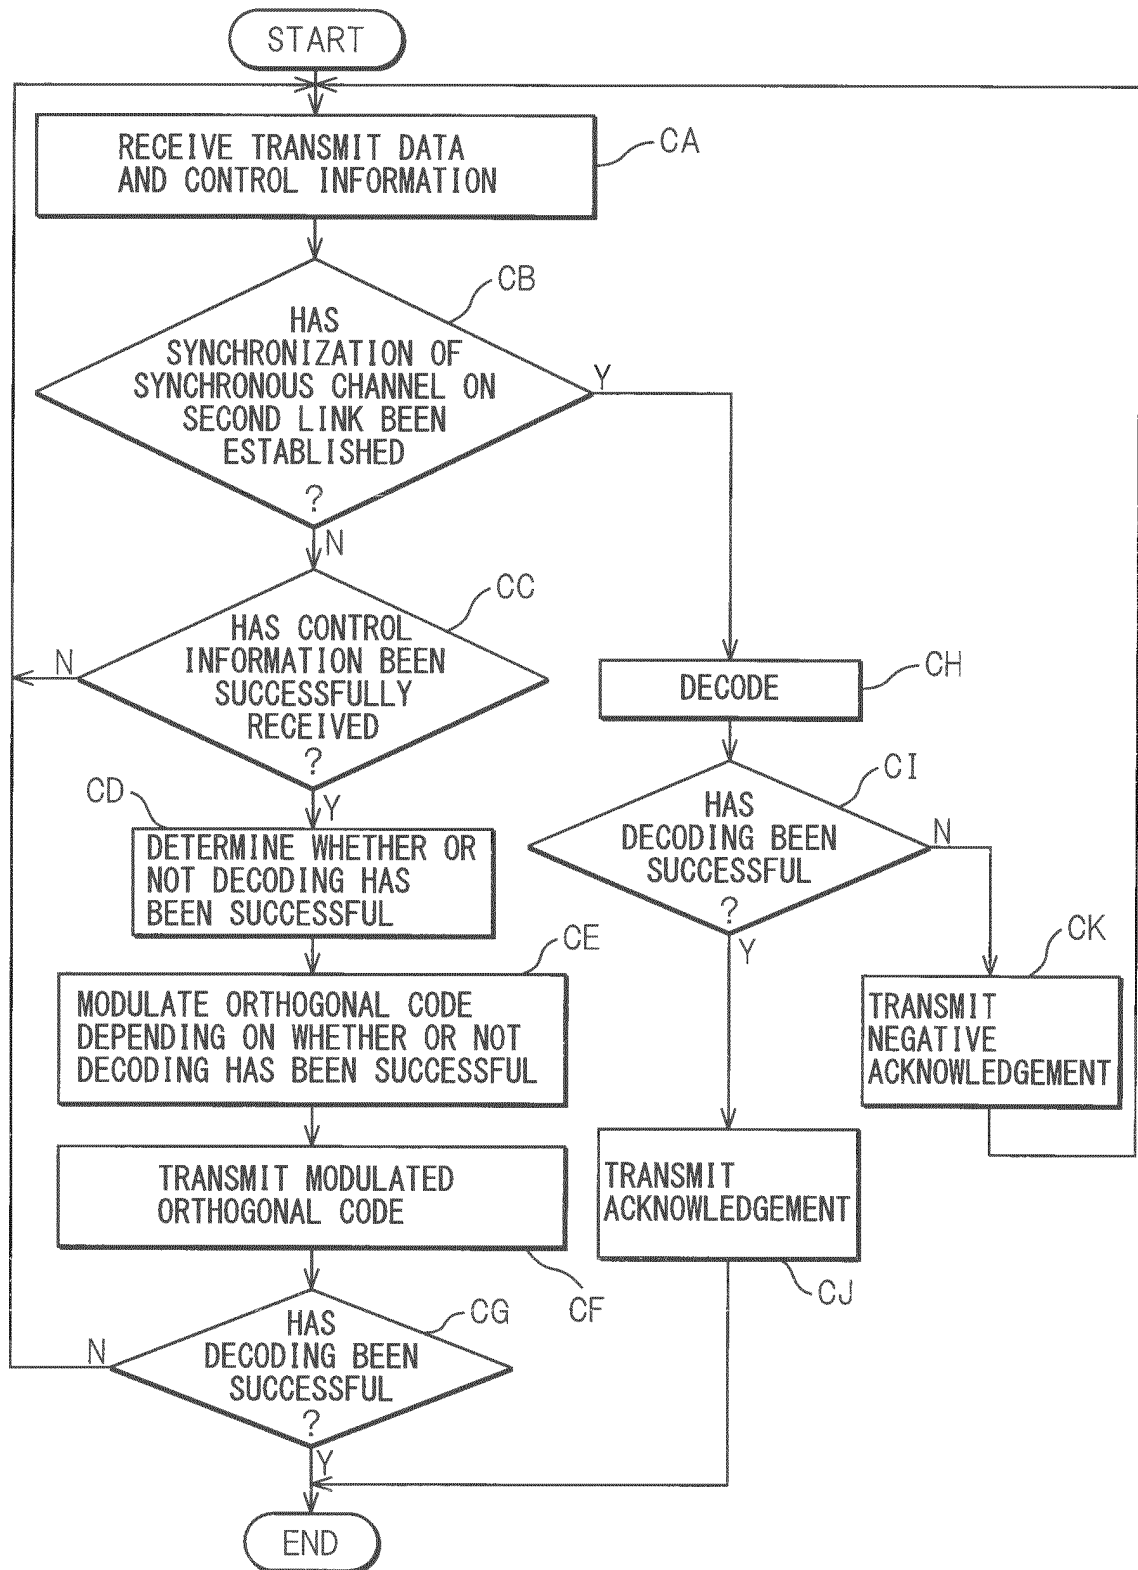 START
RECEIVE TRANSMIT DATA
AND CONTROL INFORMATION
CA
HAS
SYNCHRONIZATION OF
SYNCHRONOUS CHANNEL ON
SECOND LINK BEEN
ESTABLISHED
?
CB
Y
N
HAS CONTROL
INFORMATION BEEN
SUCCESSFULLY
RECEIVED
?
CC
N
Y
DECODE
CH
CD
DETERMINE WHETHER OR
NOT DECODING HAS
BEEN SUCCESSFUL
HAS
DECODING BEEN
SUCCESSFUL
?
CI
N
Y
CE
MODULATE ORTHOGONAL CODE
DEPENDING ON WHETHER OR NOT
DECODING HAS BEEN SUCCESSFUL
CK
TRANSMIT
NEGATIVE
ACKNOWLEDGEMENT
TRANSMIT MODULATED
ORTHOGONAL CODE
CF
TRANSMIT
ACKNOWLEDGEMENT
CJ
HAS
DECODING BEEN
SUCCESSFUL
?
CG
N
Y
END